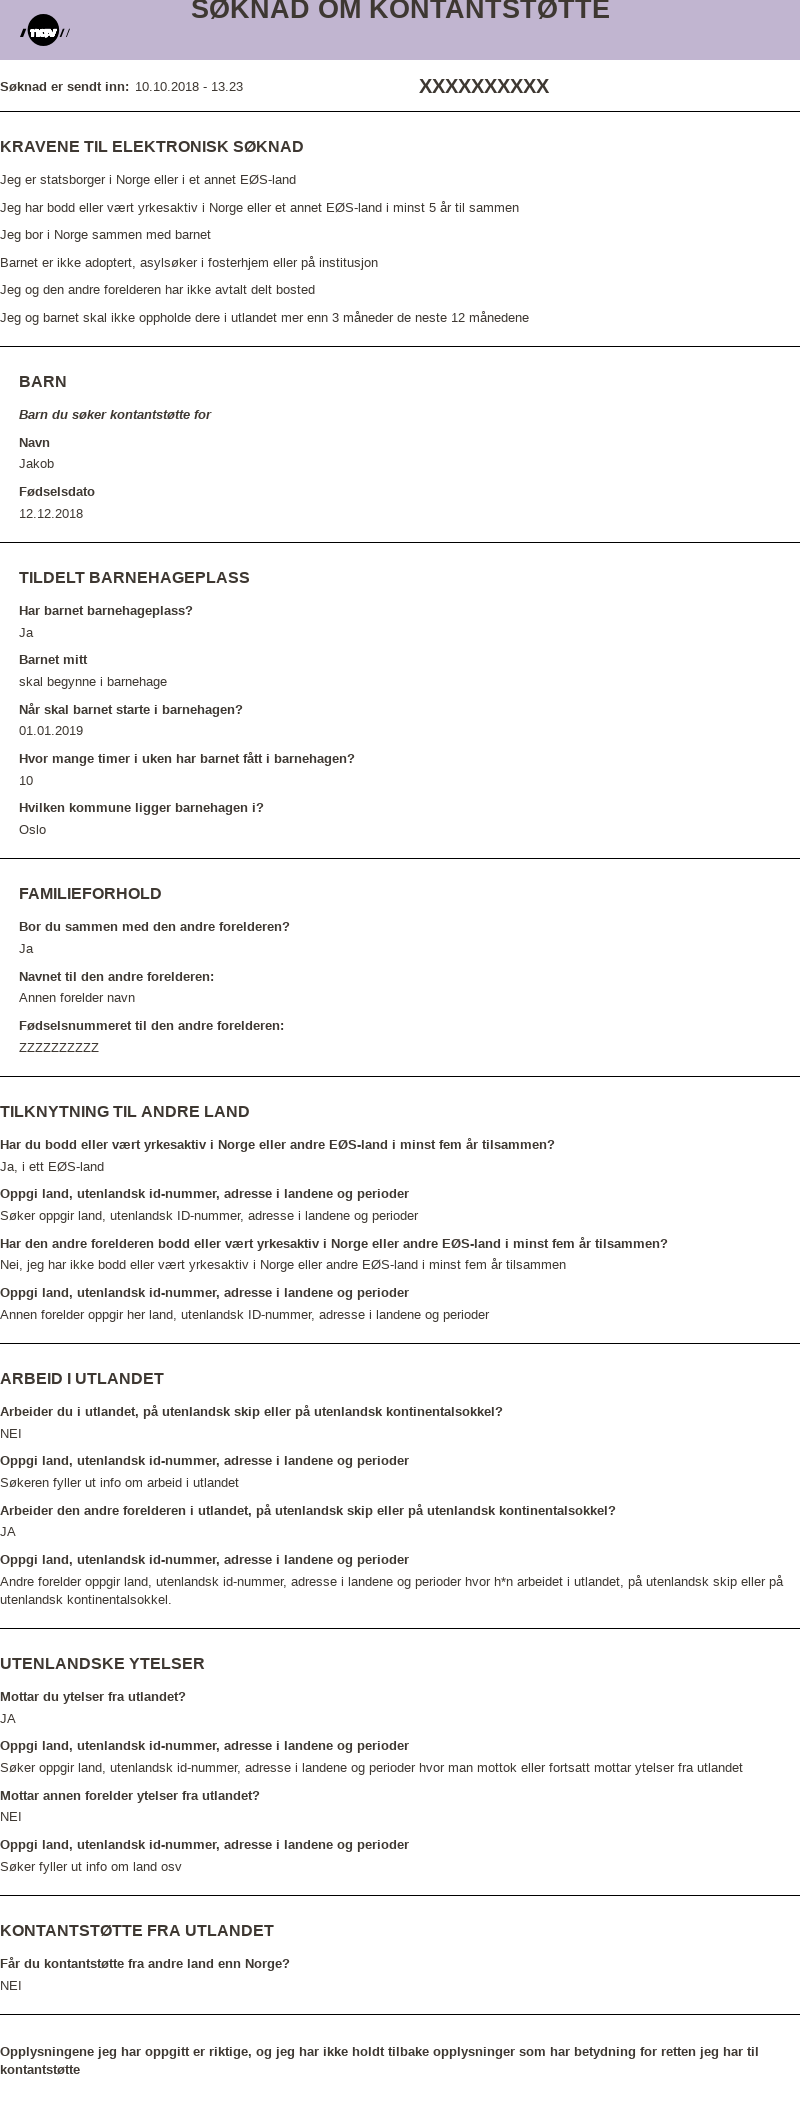 SØKNAD OM KONTANTSTØTTE
nav
Søknad er sendt inn: 10.10.2018 - 13.23
XXXXXXXXXX
KRAVENE TIL ELEKTRONISK SØKNAD
Jeg er statsborger i Norge eller i et annet EØS-land
Jeg har bodd eller vært yrkesaktiv i Norge eller et annet EØS-land i minst 5 år til sammen
Jeg bor i Norge sammen med barnet
Barnet er ikke adoptert, asylsøker i fosterhjem eller på institusjon
Jeg og den andre forelderen har ikke avtalt delt bosted
Jeg og barnet skal ikke oppholde dere i utlandet mer enn 3 måneder de neste 12 månedene
BARN
Barn du søker kontantstøtte for
Navn
Jakob
Fødselsdato
12.12.2018
TILDELT BARNEHAGEPLASS
Har barnet barnehageplass?
Ja
Barnet mitt
skal begynne i barnehage
Når skal barnet starte i barnehagen?
01.01.2019
Hvor mange timer i uken har barnet fått i barnehagen?
10
Hvilken kommune ligger barnehagen i?
Oslo
FAMILIEFORHOLD
Bor du sammen med den andre forelderen?
Ja
Navnet til den andre forelderen:
Annen forelder navn
Fødselsnummeret til den andre forelderen:
ZZZZZZZZZZ
TILKNYTNING TIL ANDRE LAND
Har du bodd eller vært yrkesaktiv i Norge eller andre EØS-land i minst fem år tilsammen?
Ja, i ett EØS-land
Oppgi land, utenlandsk id-nummer, adresse i landene og perioder
Søker oppgir land, utenlandsk ID-nummer, adresse i landene og perioder
Har den andre forelderen bodd eller vært yrkesaktiv i Norge eller andre EØS-land i minst fem år tilsammen?
Nei, jeg har ikke bodd eller vært yrkesaktiv i Norge eller andre EØS-land i minst fem år tilsammen
Oppgi land, utenlandsk id-nummer, adresse i landene og perioder
Annen forelder oppgir her land, utenlandsk ID-nummer, adresse i landene og perioder
ARBEID I UTLANDET
Arbeider du i utlandet, på utenlandsk skip eller på utenlandsk kontinentalsokkel?
NEI
Oppgi land, utenlandsk id-nummer, adresse i landene og perioder
Søkeren fyller ut info om arbeid i utlandet
Arbeider den andre forelderen i utlandet, på utenlandsk skip eller på utenlandsk kontinentalsokkel?
JA
Oppgi land, utenlandsk id-nummer, adresse i landene og perioder
Andre forelder oppgir land, utenlandsk id-nummer, adresse i landene og perioder hvor h*n arbeidet i utlandet, på utenlandsk skip eller på
utenlandsk kontinentalsokkel.
UTENLANDSKE YTELSER
Mottar du ytelser fra utlandet?
JA
Oppgi land, utenlandsk id-nummer, adresse i landene og perioder
Søker oppgir land, utenlandsk id-nummer, adresse i landene og perioder hvor man mottok eller fortsatt mottar ytelser fra utlandet
Mottar annen forelder ytelser fra utlandet?
NEI
Oppgi land, utenlandsk id-nummer, adresse i landene og perioder
Søker fyller ut info om land osv
KONTANTSTØTTE FRA UTLANDET
Får du kontantstøtte fra andre land enn Norge?
NEI
Opplysningene jeg har oppgitt er riktige, og jeg har ikke holdt tilbake opplysninger som har betydning for retten jeg har til
kontantstøtte